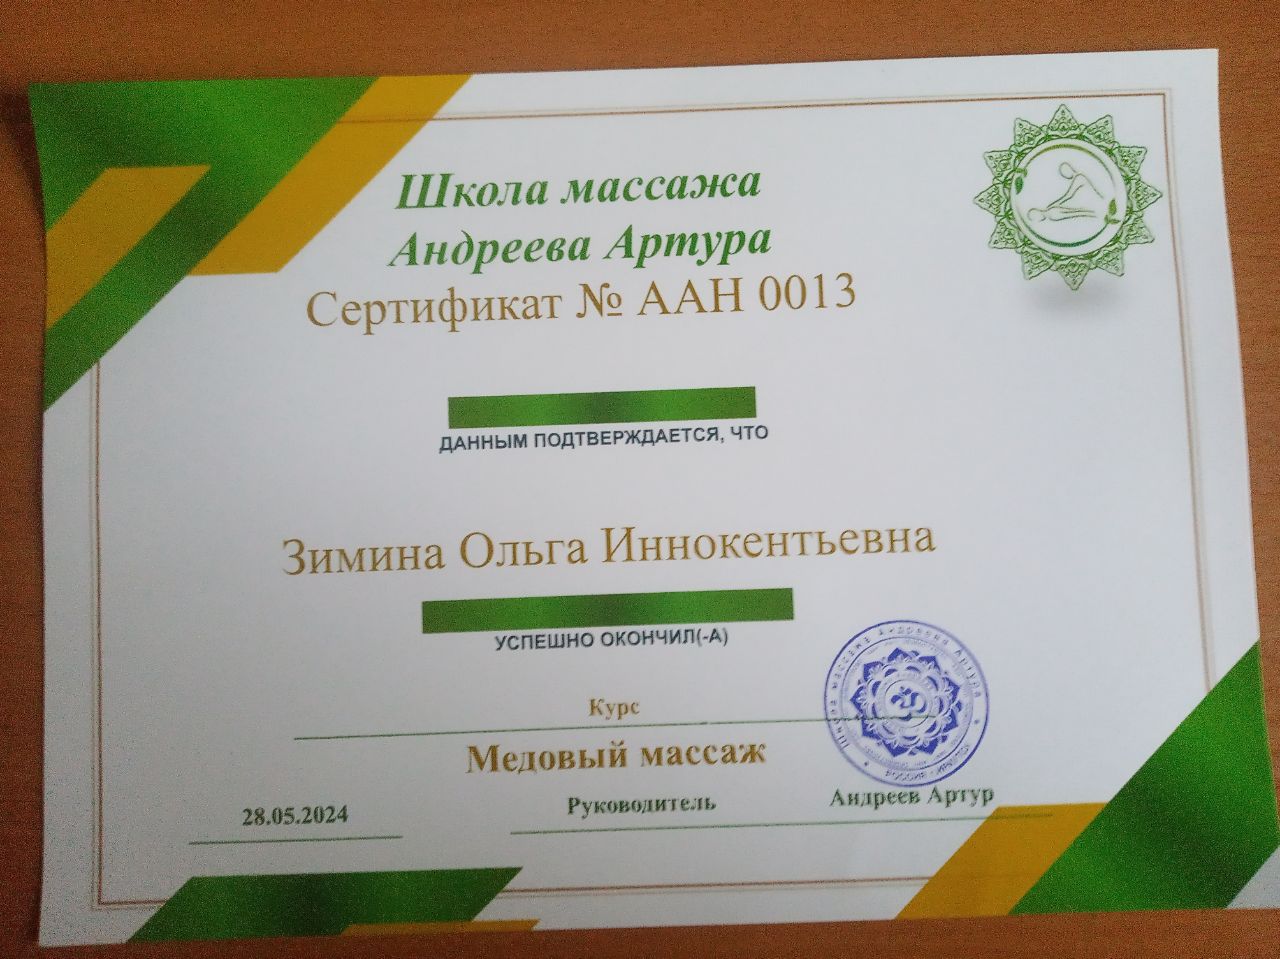 Школа массажа
Андреева Артура
Сертификат № ААН 0013
ДАННЫМ ПОДТВЕРЖДАЕТСЯ, ЧТО
Зимина Ольга Иннокентьевна
УСПЕШНО ОКОНЧИЛ(-А)
Курс
Медовый массаж
28.05.2024
Руководитель
Андреев Артур
Школа массажа Андреева Артура
РОССИЯ